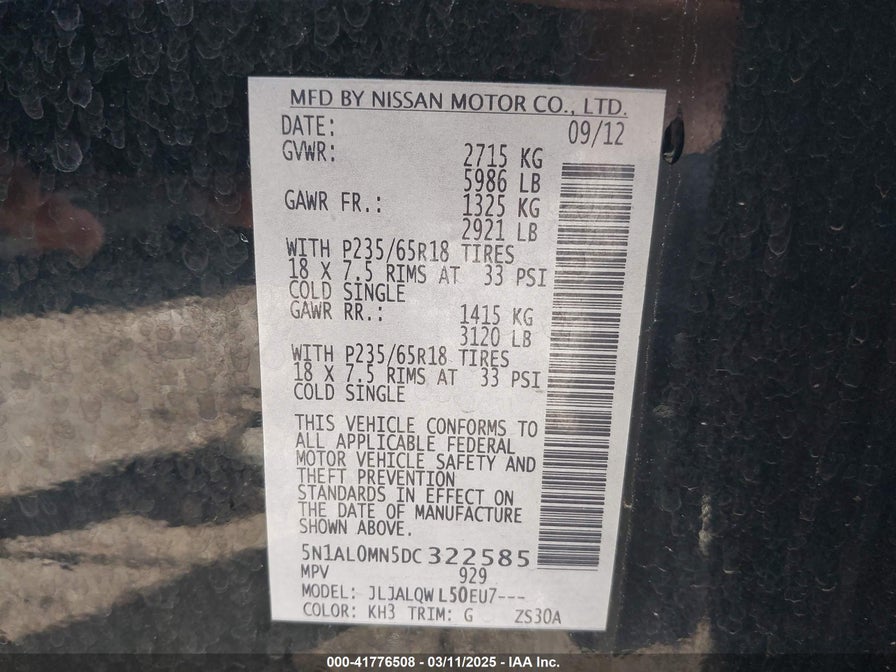 MFD BY NISSAN MOTOR CO., LTD.
DATE: 09/12
GVWR: 2715 KG
5986 LB
GAWR FR.: 1325 KG
2921 LB
WITH P235/65R18 TIRES
18 X 7.5 RIMS AT 33 PSI
COLD SINGLE
GAWR RR.: 1415 KG
3120 LB
WITH P235/65R18 TIRES
18 X 7.5 RIMS AT 33 PSI
COLD SINGLE
THIS VEHICLE CONFORMS TO
ALL APPLICABLE FEDERAL
MOTOR VEHICLE SAFETY AND
THEFT PREVENTION
STANDARDS IN EFFECT ON
THE DATE OF MANUFACTURE
SHOWN ABOVE.
5N1AL0MN5DC322585
MPV 929
MODEL: JLJALQWL50EU7---
COLOR: KH3 TRIM: G ZS30A
000-41776508 - 03/11/2025 - IAA Inc.